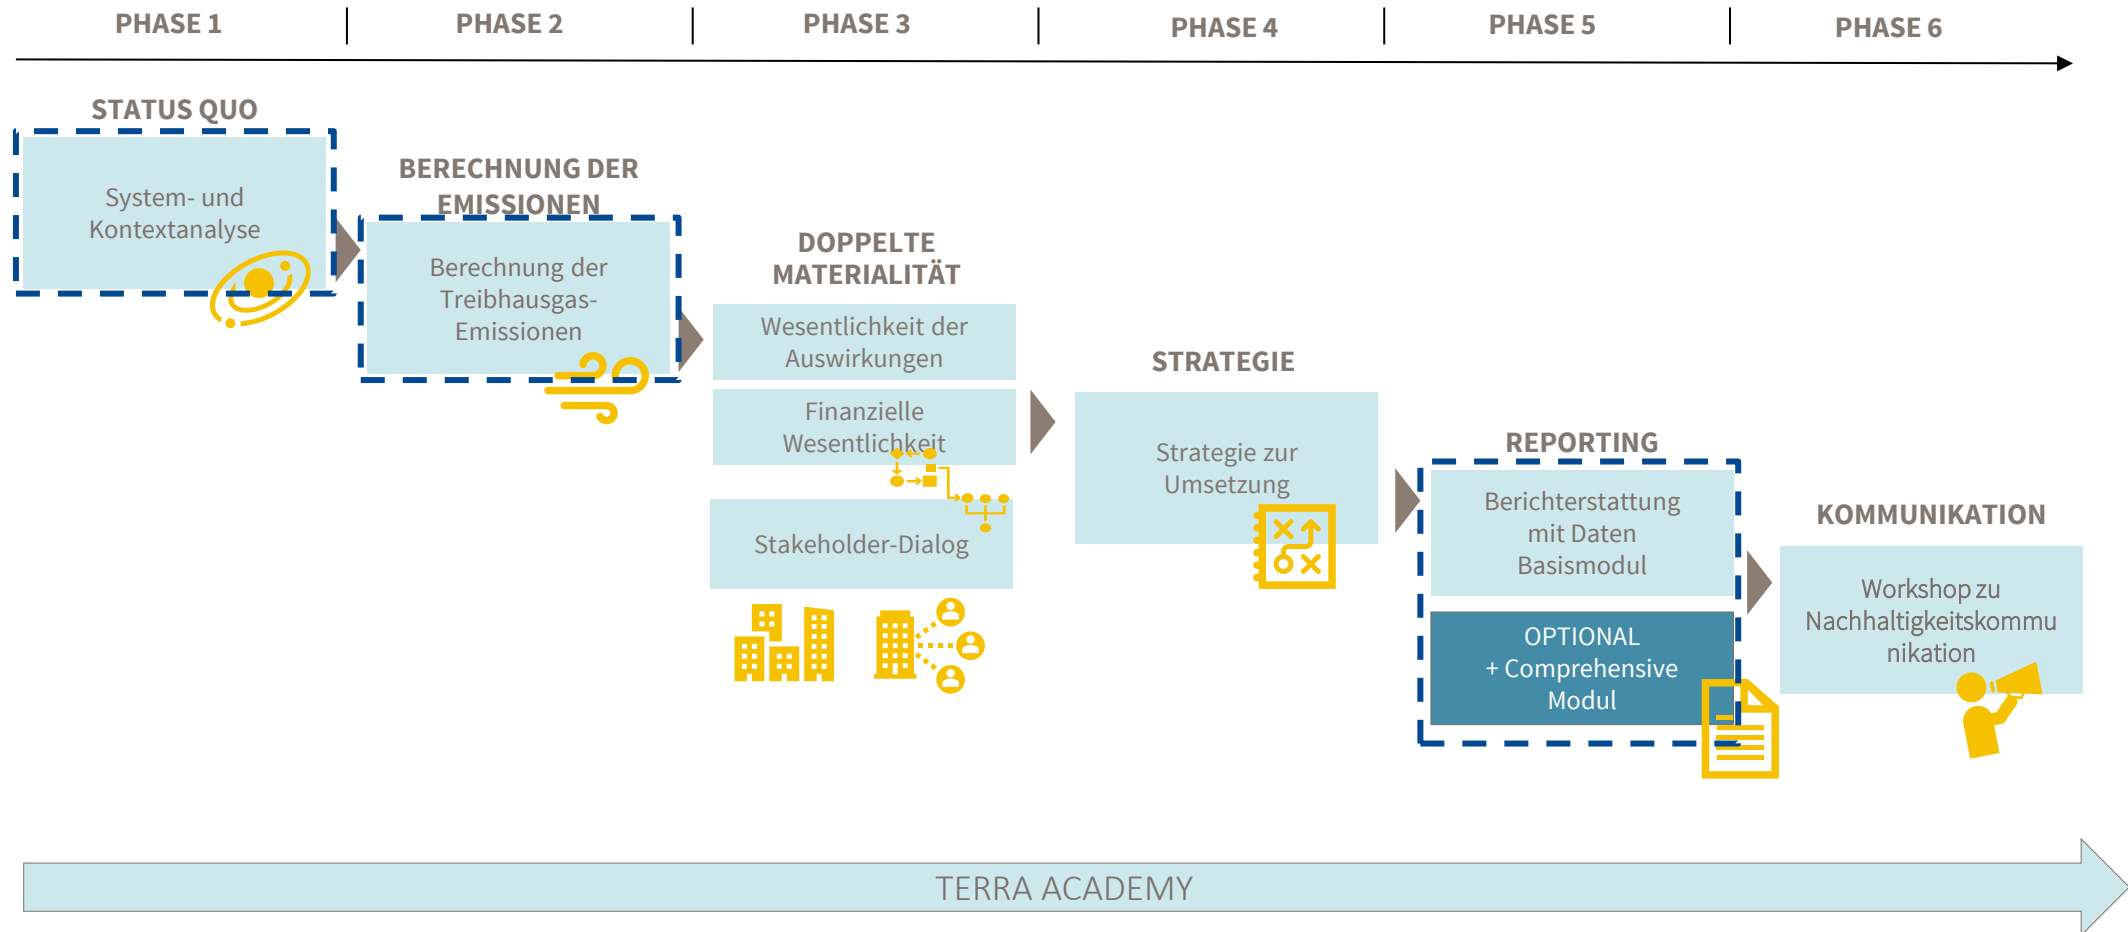 PHASE 1
PHASE 2
PHASE 3
PHASE 4
PHASE 5
PHASE 6
STATUS QUO
System- und
Kontextanalyse
BERECHNUNG DER
EMISSIONEN
Berechnung der
Treibhausgas-
Emissionen
DOPPELTE
MATERIALITÄT
Wesentlichkeit der
Auswirkungen
Finanzielle
Wesentlichkeit
Stakeholder-Dialog
STRATEGIE
Strategie zur
Umsetzung
REPORTING
Berichterstattung
mit Daten
Basismodul
OPTIONAL
+ Comprehensive
Modul
KOMMUNIKATION
Workshop zu
Nachhaltigkeitskommu
nikation
TERRA ACADEMY